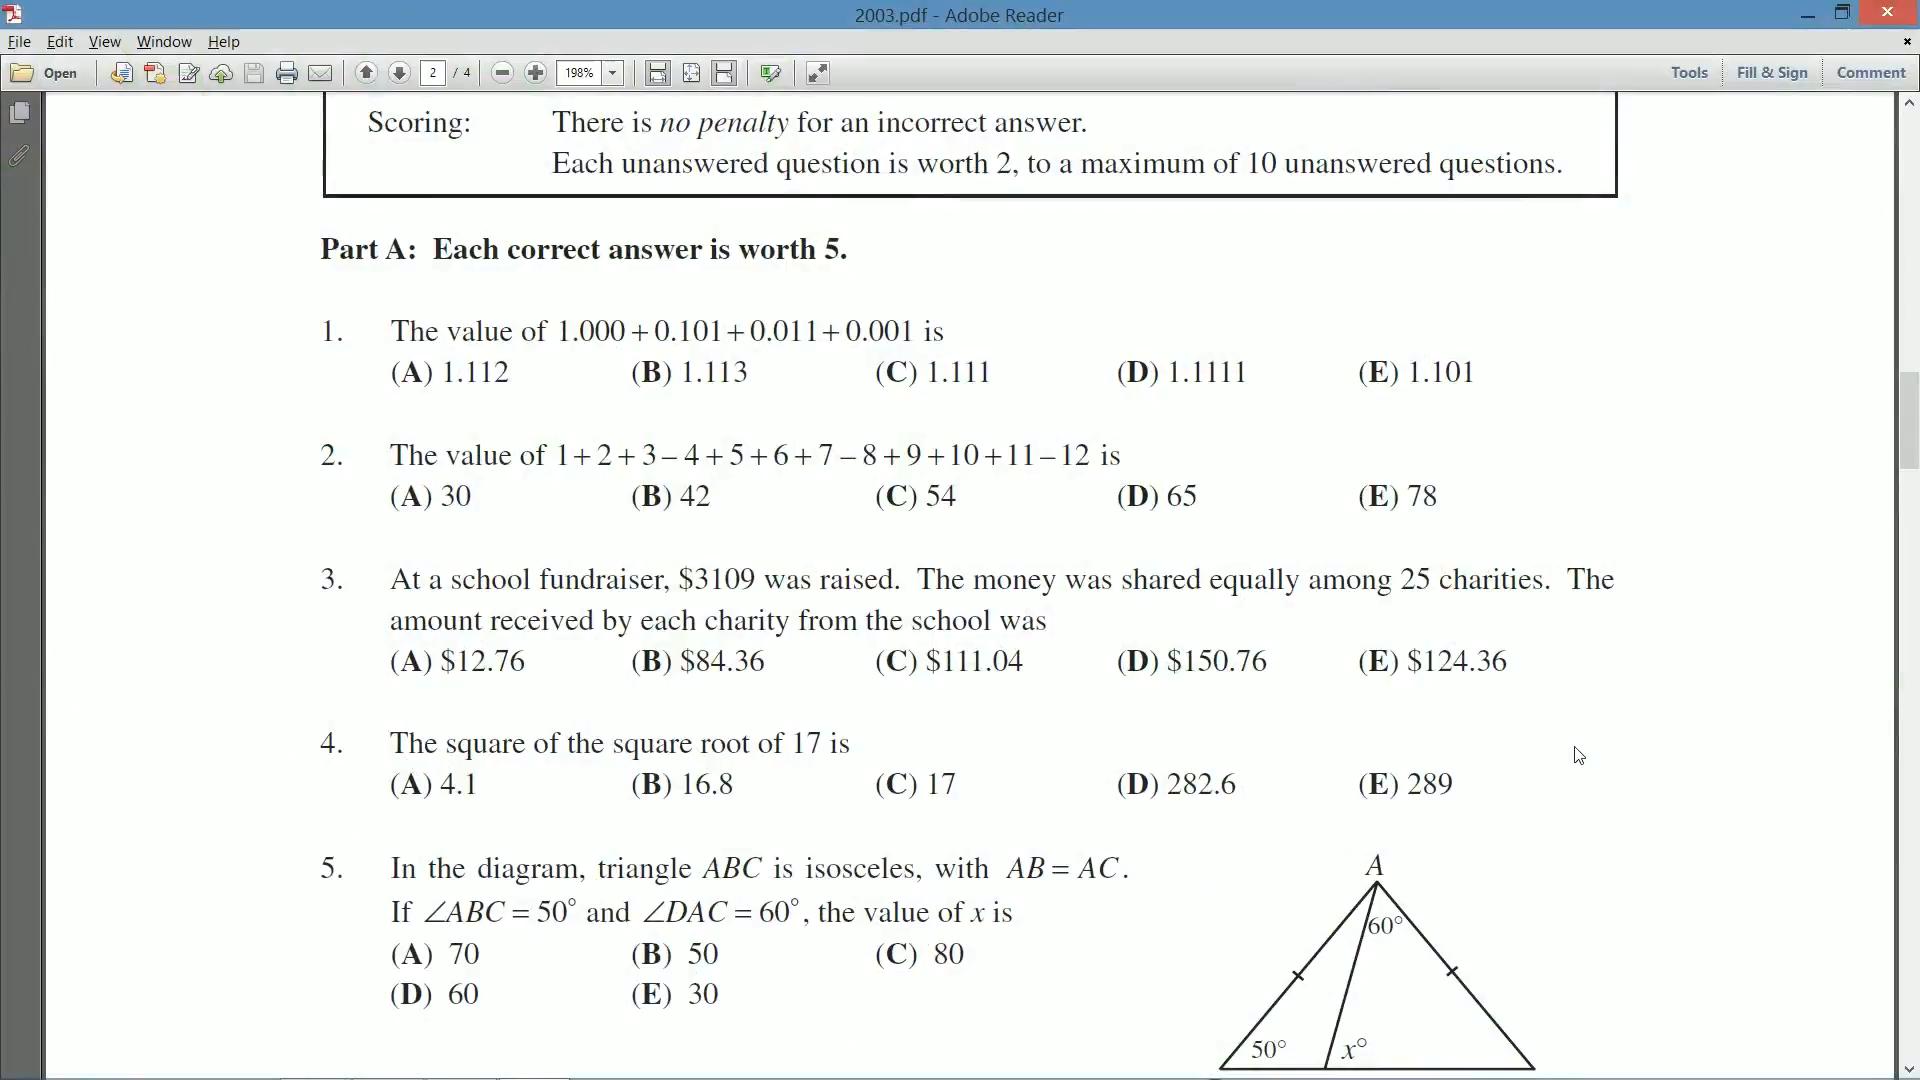 2003.pdf - Adobe Reader
File Edit View Window Help
Open 2 / 4 198% Tools Fill & Sign Comment
Scoring: There is no penalty for an incorrect answer.
Each unanswered question is worth 2, to a maximum of 10 unanswered questions.
Part A: Each correct answer is worth 5.
1. The value of 1.000 + 0.101 + 0.011 + 0.001 is
(A) 1.112 (B) 1.113 (C) 1.111 (D) 1.1111 (E) 1.101
2. The value of 1 + 2 + 3 – 4 + 5 + 6 + 7 – 8 + 9 + 10 + 11 – 12 is
(A) 30 (B) 42 (C) 54 (D) 65 (E) 78
3. At a school fundraiser, $3109 was raised. The money was shared equally among 25 charities. The
amount received by each charity from the school was
(A) $12.76 (B) $84.36 (C) $111.04 (D) $150.76 (E) $124.36
4. The square of the square root of 17 is
(A) 4.1 (B) 16.8 (C) 17 (D) 282.6 (E) 289
5. In the diagram, triangle ABC is isosceles, with AB = AC.
If ∠ABC = 50° and ∠DAC = 60°, the value of x is
(A) 70 (B) 50 (C) 80
(D) 60 (E) 30
A
60°
50° x°